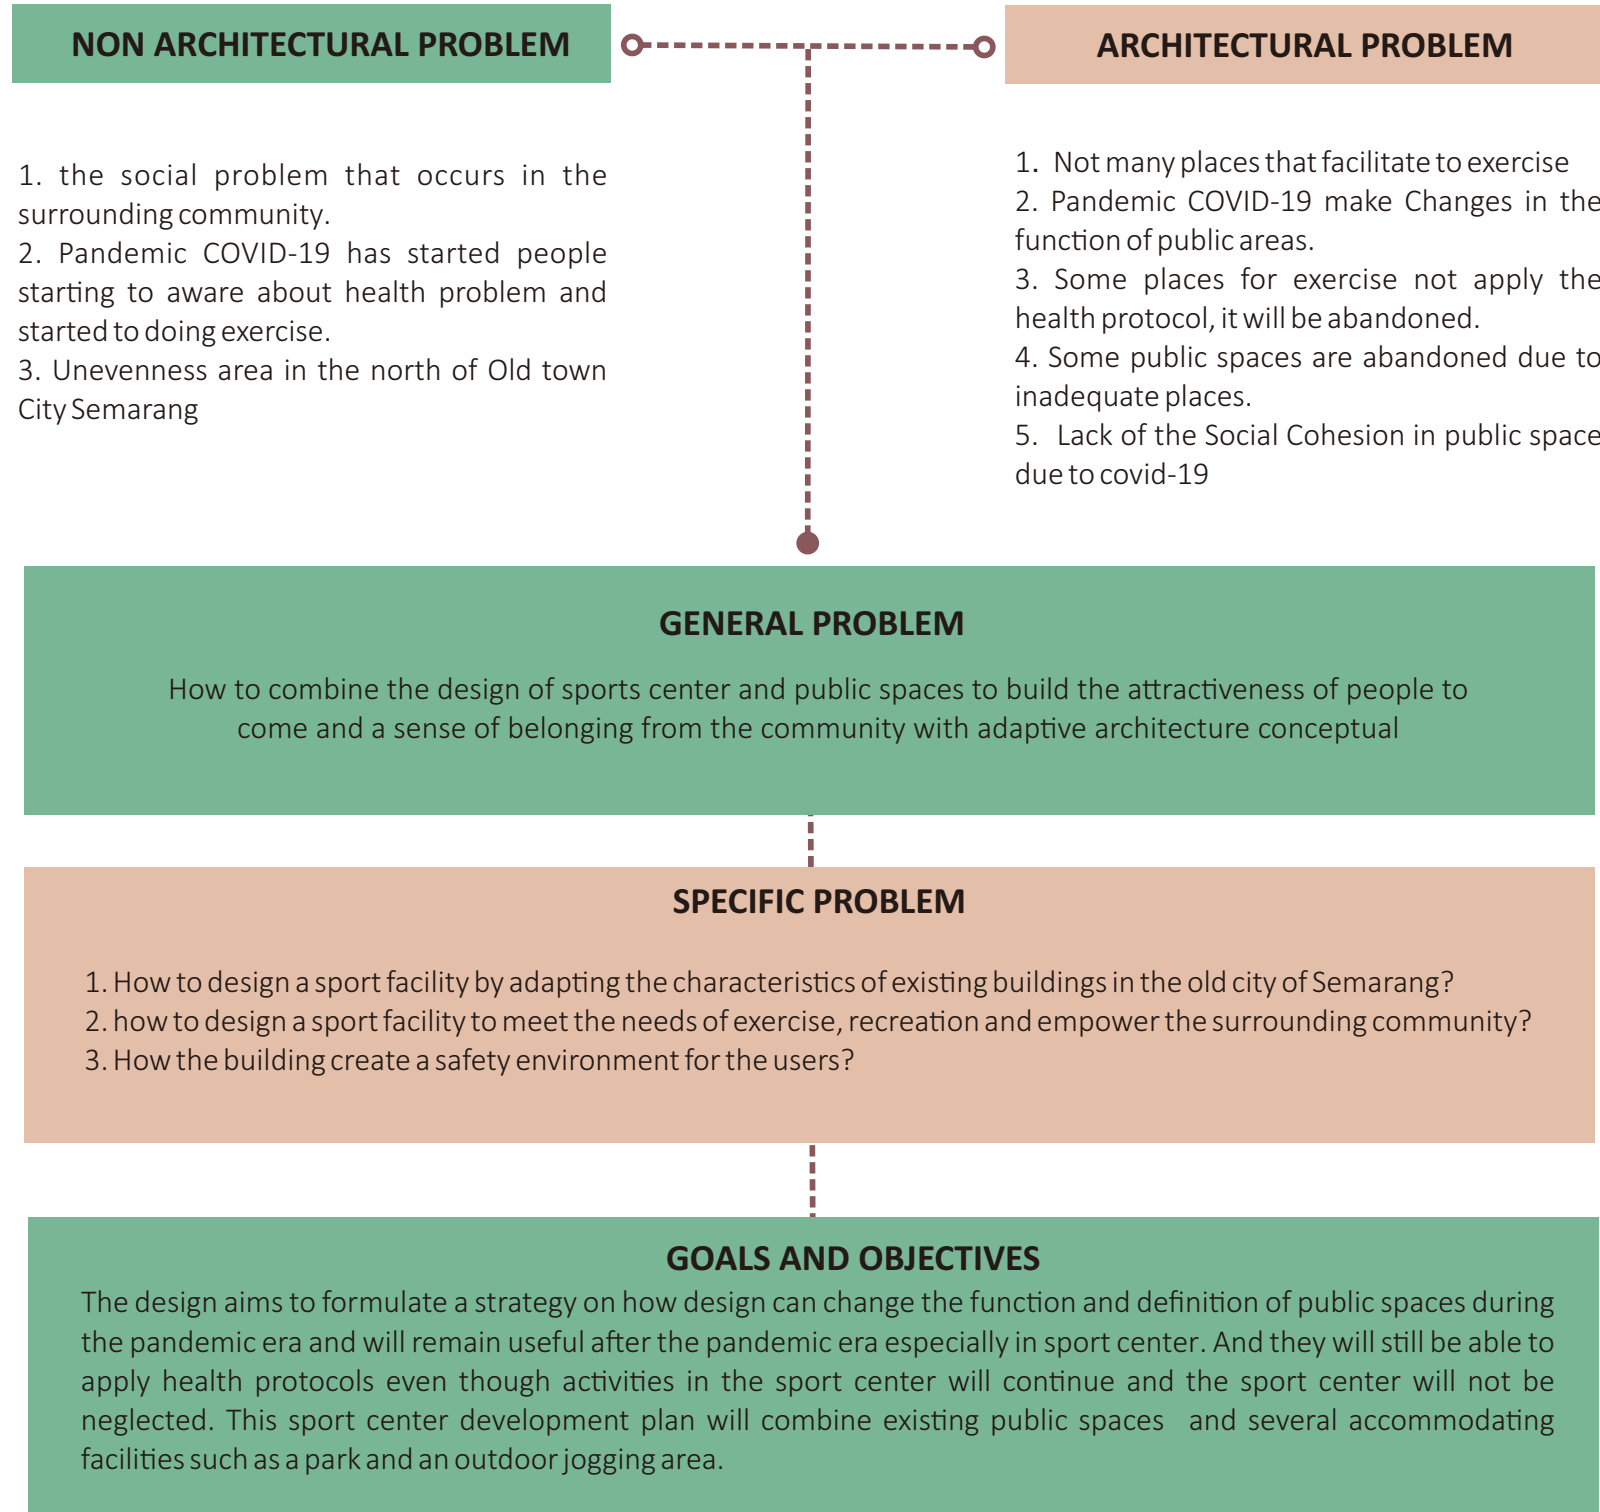 NON ARCHITECTURAL PROBLEM
1. the social problem that occurs in the
surrounding community.
2. Pandemic COVID-19 has started people
starting to aware about health problem and
started to doing exercise.
3. Unevenness area in the north of Old town
City Semarang
ARCHITECTURAL PROBLEM
1. Not many places that facilitate to exercise
2. Pandemic COVID-19 make Changes in the
function of public areas.
3. Some places for exercise not apply the
health protocol, it will be abandoned.
4. Some public spaces are abandoned due to
inadequate places.
5. Lack of the Social Cohesion in public space
due to covid-19
GENERAL PROBLEM
How to combine the design of sports center and public spaces to build the attractiveness of people to
come and a sense of belonging from the community with adaptive architecture conceptual
SPECIFIC PROBLEM
1. How to design a sport facility by adapting the characteristics of existing buildings in the old city of Semarang?
2. how to design a sport facility to meet the needs of exercise, recreation and empower the surrounding community?
3. How the building create a safety environment for the users?
GOALS AND OBJECTIVES
The design aims to formulate a strategy on how design can change the function and definition of public spaces during
the pandemic era and will remain useful after the pandemic era especially in sport center. And they will still be able to
apply health protocols even though activities in the sport center will continue and the sport center will not be
neglected. This sport center development plan will combine existing public spaces and several accommodating
facilities such as a park and an outdoor jogging area.